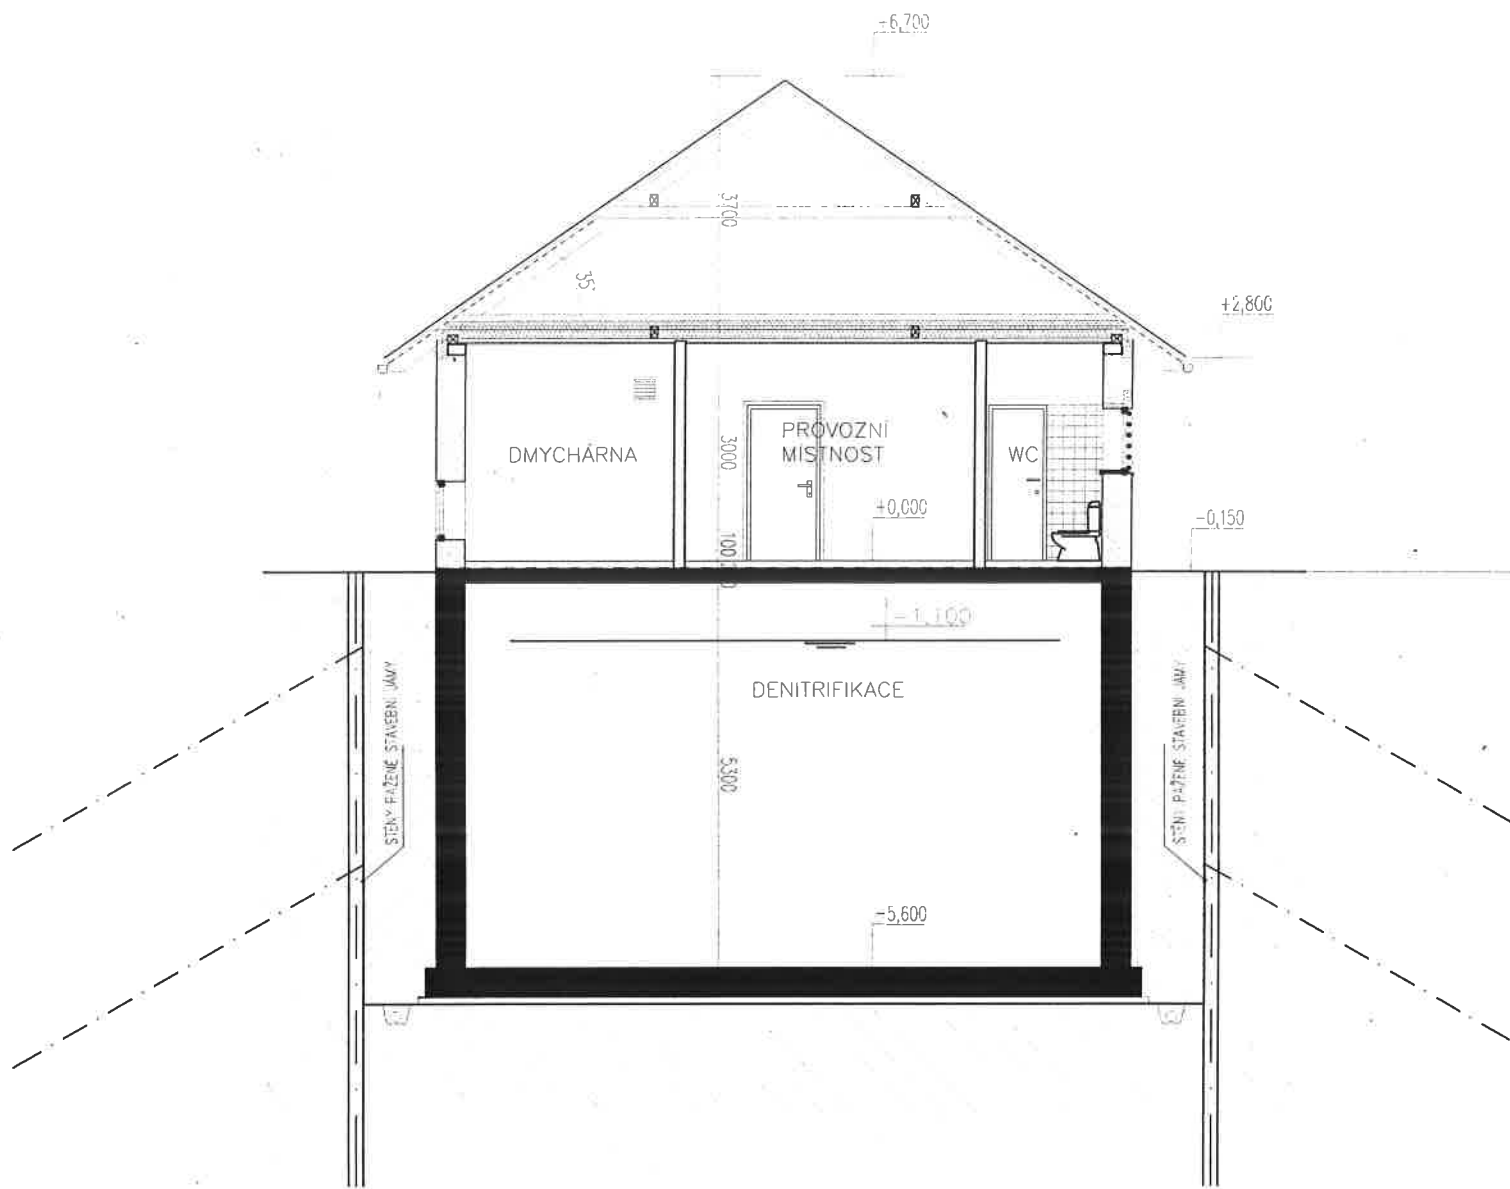 +6,700
3700
35°
+2,800
DMYCHÁRNA
3000
PROVOZNÍ
MÍSTNOST
WC
+0,000
-0,150
100
-1,100
DENITRIFIKACE
STĚNY PAŽENÉ STAVEBNÍ JÁMY
STĚNY PAŽENÉ STAVEBNÍ JÁMY
5300
-5,600